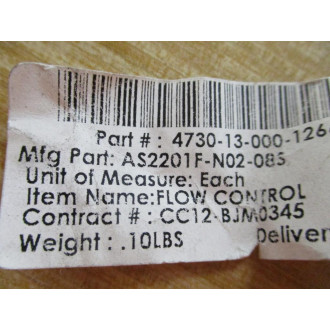 Part # : 4730-13-000-126
Mfg Part: AS2201F-N02-08S
Unit of Measure: Each
Item Name:FLOW CONTROL
Contract # : CC12-BJM0345
Weight : .10LBS Deliver